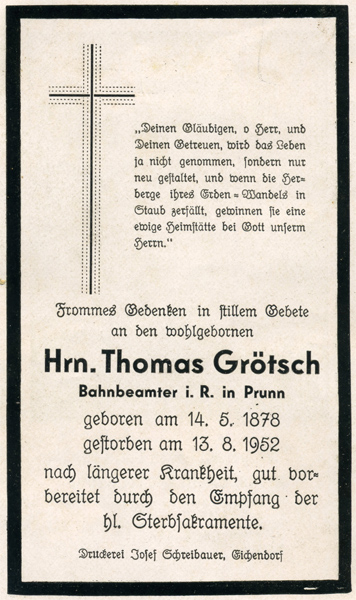 „Deinen Gläubigen, o Herr, und
Deinen Getreuen, wird das Leben
ja nicht genommen, sondern nur
neu gestaltet, und wenn die Her-
berge ihres Erden-Wandels in
Staub zerfällt, gewinnen sie eine
ewige Heimstätte bei Gott unserm
Herrn.“
Frommes Gedenken in stillem Gebete
an den wohlgebornen
Hrn. Thomas Grötsch
Bahnbeamter i. R. in Prunn
geboren am 14. 5. 1878
gestorben am 13. 8. 1952
nach längerer Krankheit, gut vor-
bereitet durch den Empfang der
hl. Sterbsakramente.
Druckerei Josef Schreibauer, Eichendorf